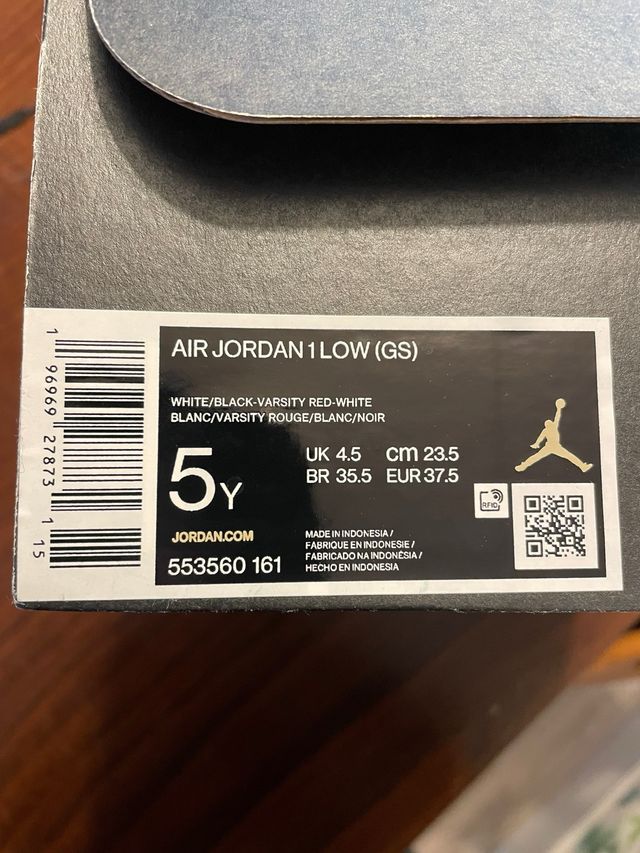 AIR JORDAN 1 LOW (GS)
WHITE/BLACK-VARSITY RED-WHITE
BLANC/VARSITY ROUGE/BLANC/NOIR
5Y
UK 4.5 cm 23.5
BR 35.5 EUR 37.5
RFID
JORDAN.COM
553560 161
MADE IN INDONESIA /
FABRIQUE EN INDONESIE /
FABRICADO NA INDONÉSIA /
HECHO EN INDONESIA
1 96969 27873 1 15